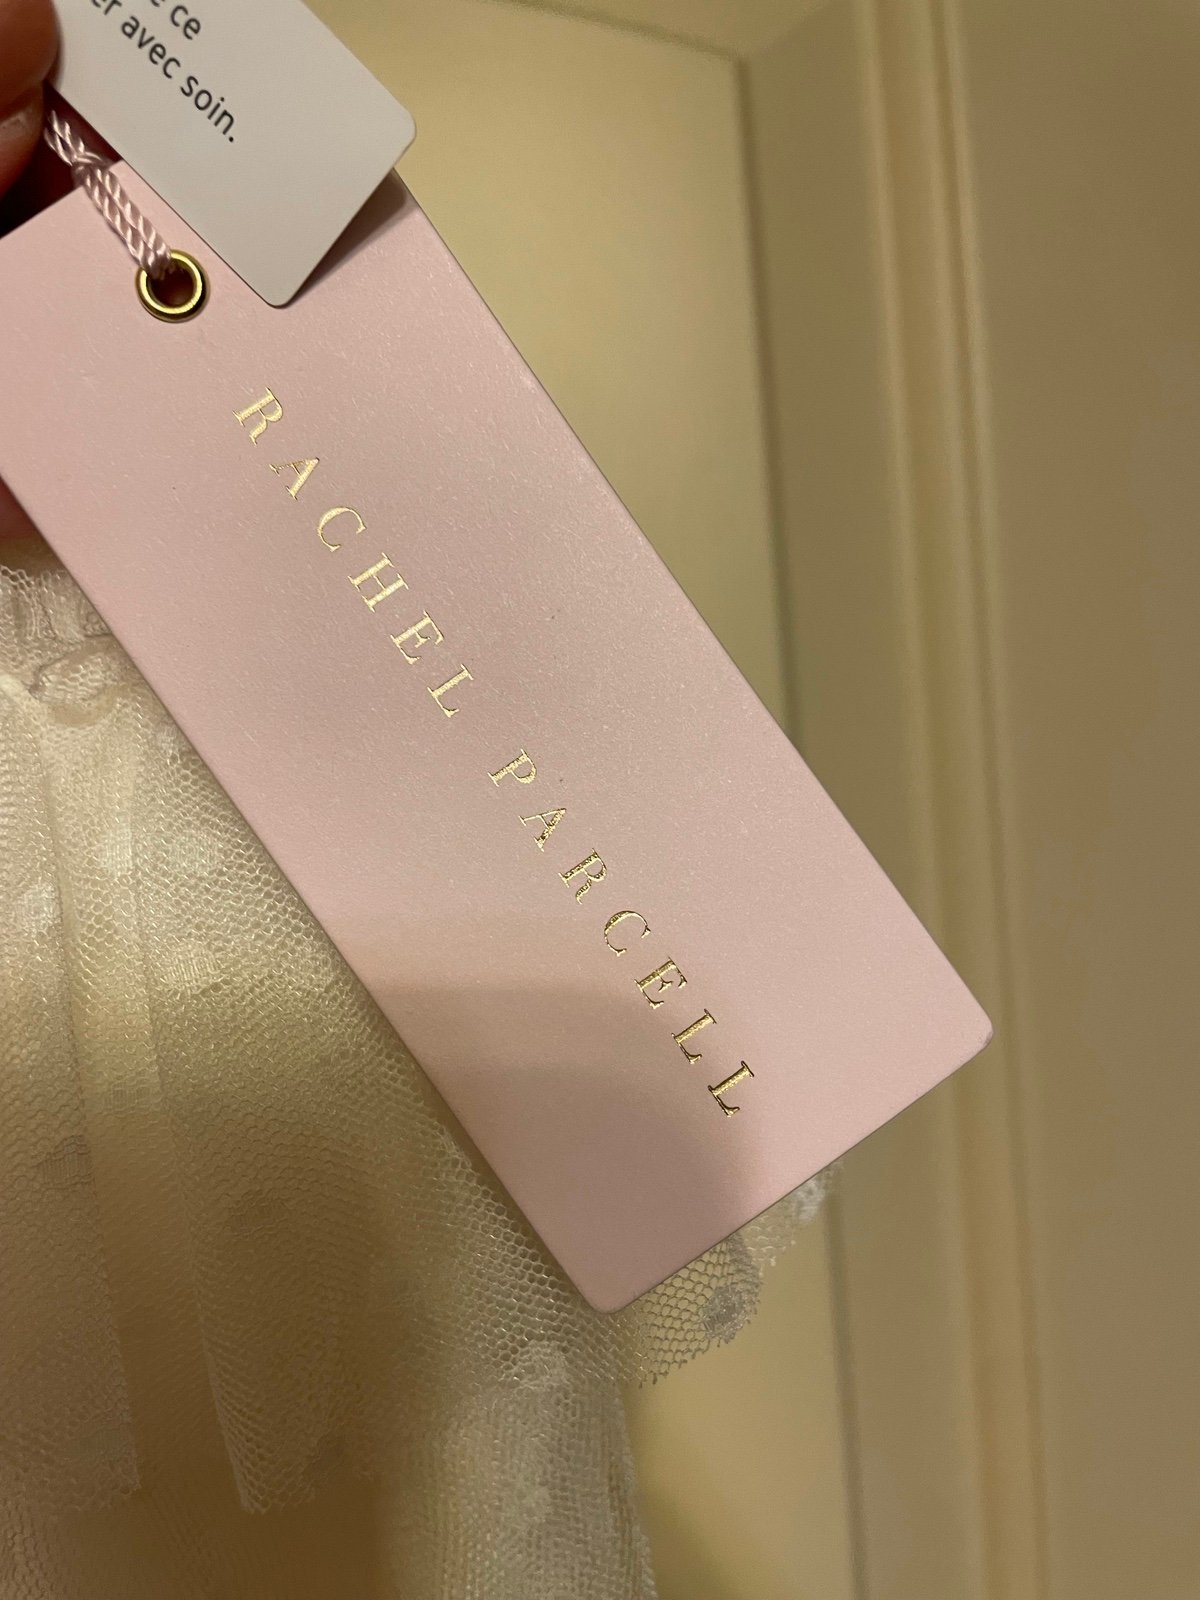 ce
avec soin.
RACHEL PARCELL